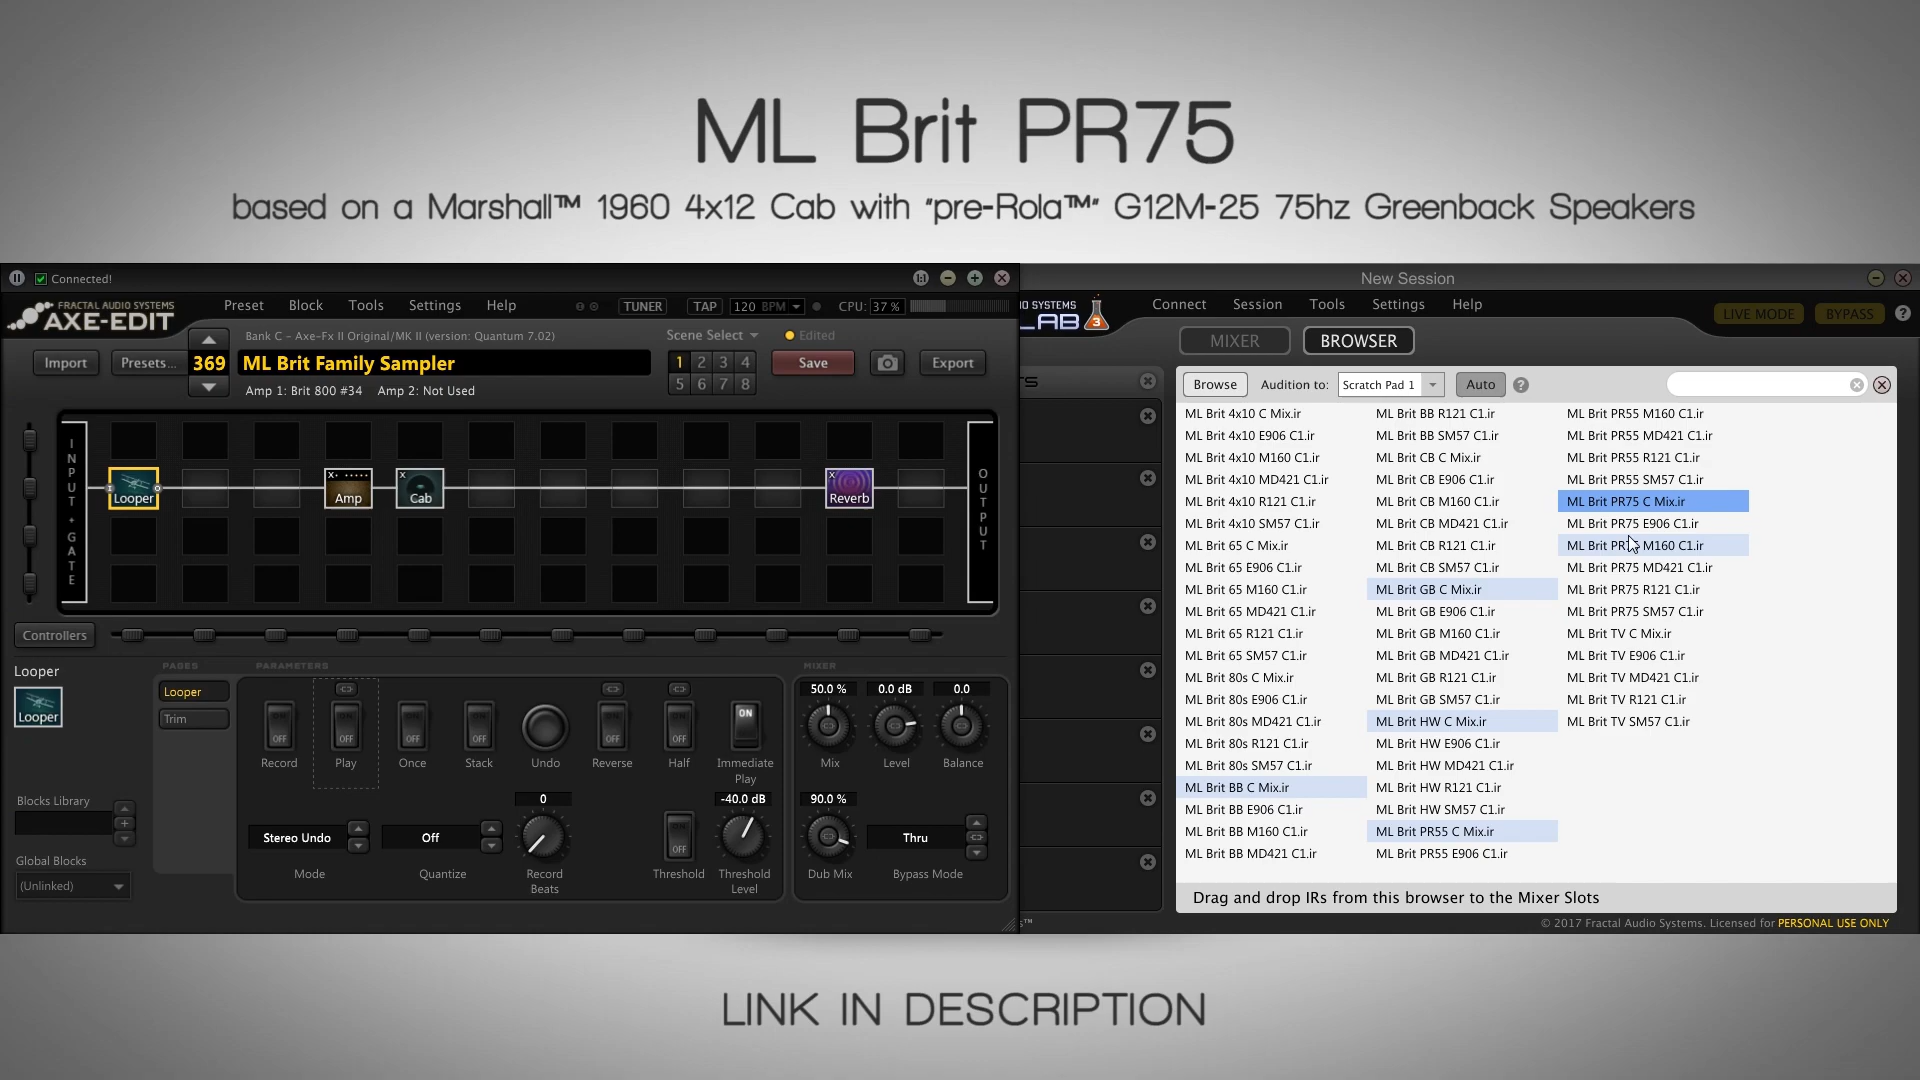 ML Brit PR75
based on a Marshall™ 1960 4x12 Cab with "pre-Rola™" G12M-25 75hz Greenback Speakers
Connected!
FRACTAL AUDIO SYSTEMS
AXE-EDIT
Preset Block Tools Settings Help
TUNER TAP 120 BPM CPU: 37 %
Bank C - Axe-Fx II Original/MK II (version: Quantum 7.02)
Scene Select Edited
Import Presets... 369 ML Brit Family Sampler
1 2 3 4 Save Export
5 6 7 8
Amp 1: Brit 800 #34 Amp 2: Not Used
INPUT + GATE
Looper Amp Cab Reverb
OUTPUT
Controllers
Looper
Looper
Blocks Library
Global Blocks
(Unlinked)
PAGES
Looper
Trim
PARAMETERS
ON OFF ON OFF ON OFF ON OFF ON OFF ON OFF ON
Record Play Once Stack Undo Reverse Half Immediate Play
0 -40.0 dB
Stereo Undo Off ON OFF
Mode Quantize Record Beats Threshold Threshold Level
MIXER
50.0 % 0.0 dB 0.0
Mix Level Balance
90.0 % Thru
Dub Mix Bypass Mode
New Session
IO SYSTEMS
LAB 3
Connect Session Tools Settings Help
LIVE MODE BYPASS ?
MIXER BROWSER
Browse Audition to: Scratch Pad 1 Auto ?
ML Brit 4x10 C Mix.ir
ML Brit 4x10 E906 C1.ir
ML Brit 4x10 M160 C1.ir
ML Brit 4x10 MD421 C1.ir
ML Brit 4x10 R121 C1.ir
ML Brit 4x10 SM57 C1.ir
ML Brit 65 C Mix.ir
ML Brit 65 E906 C1.ir
ML Brit 65 M160 C1.ir
ML Brit 65 MD421 C1.ir
ML Brit 65 R121 C1.ir
ML Brit 65 SM57 C1.ir
ML Brit 80s C Mix.ir
ML Brit 80s E906 C1.ir
ML Brit 80s MD421 C1.ir
ML Brit 80s R121 C1.ir
ML Brit 80s SM57 C1.ir
ML Brit BB C Mix.ir
ML Brit BB E906 C1.ir
ML Brit BB M160 C1.ir
ML Brit BB MD421 C1.ir
ML Brit BB R121 C1.ir
ML Brit BB SM57 C1.ir
ML Brit CB C Mix.ir
ML Brit CB E906 C1.ir
ML Brit CB M160 C1.ir
ML Brit CB MD421 C1.ir
ML Brit CB R121 C1.ir
ML Brit CB SM57 C1.ir
ML Brit GB C Mix.ir
ML Brit GB E906 C1.ir
ML Brit GB M160 C1.ir
ML Brit GB MD421 C1.ir
ML Brit GB R121 C1.ir
ML Brit GB SM57 C1.ir
ML Brit HW C Mix.ir
ML Brit HW E906 C1.ir
ML Brit HW MD421 C1.ir
ML Brit HW R121 C1.ir
ML Brit HW SM57 C1.ir
ML Brit PR55 C Mix.ir
ML Brit PR55 E906 C1.ir
ML Brit PR55 M160 C1.ir
ML Brit PR55 MD421 C1.ir
ML Brit PR55 R121 C1.ir
ML Brit PR55 SM57 C1.ir
ML Brit PR75 C Mix.ir
ML Brit PR75 E906 C1.ir
ML Brit PR75 M160 C1.ir
ML Brit PR75 MD421 C1.ir
ML Brit PR75 R121 C1.ir
ML Brit PR75 SM57 C1.ir
ML Brit TV C Mix.ir
ML Brit TV E906 C1.ir
ML Brit TV MD421 C1.ir
ML Brit TV R121 C1.ir
ML Brit TV SM57 C1.ir
Drag and drop IRs from this browser to the Mixer Slots
© 2017 Fractal Audio Systems. Licensed for PERSONAL USE ONLY
LINK IN DESCRIPTION